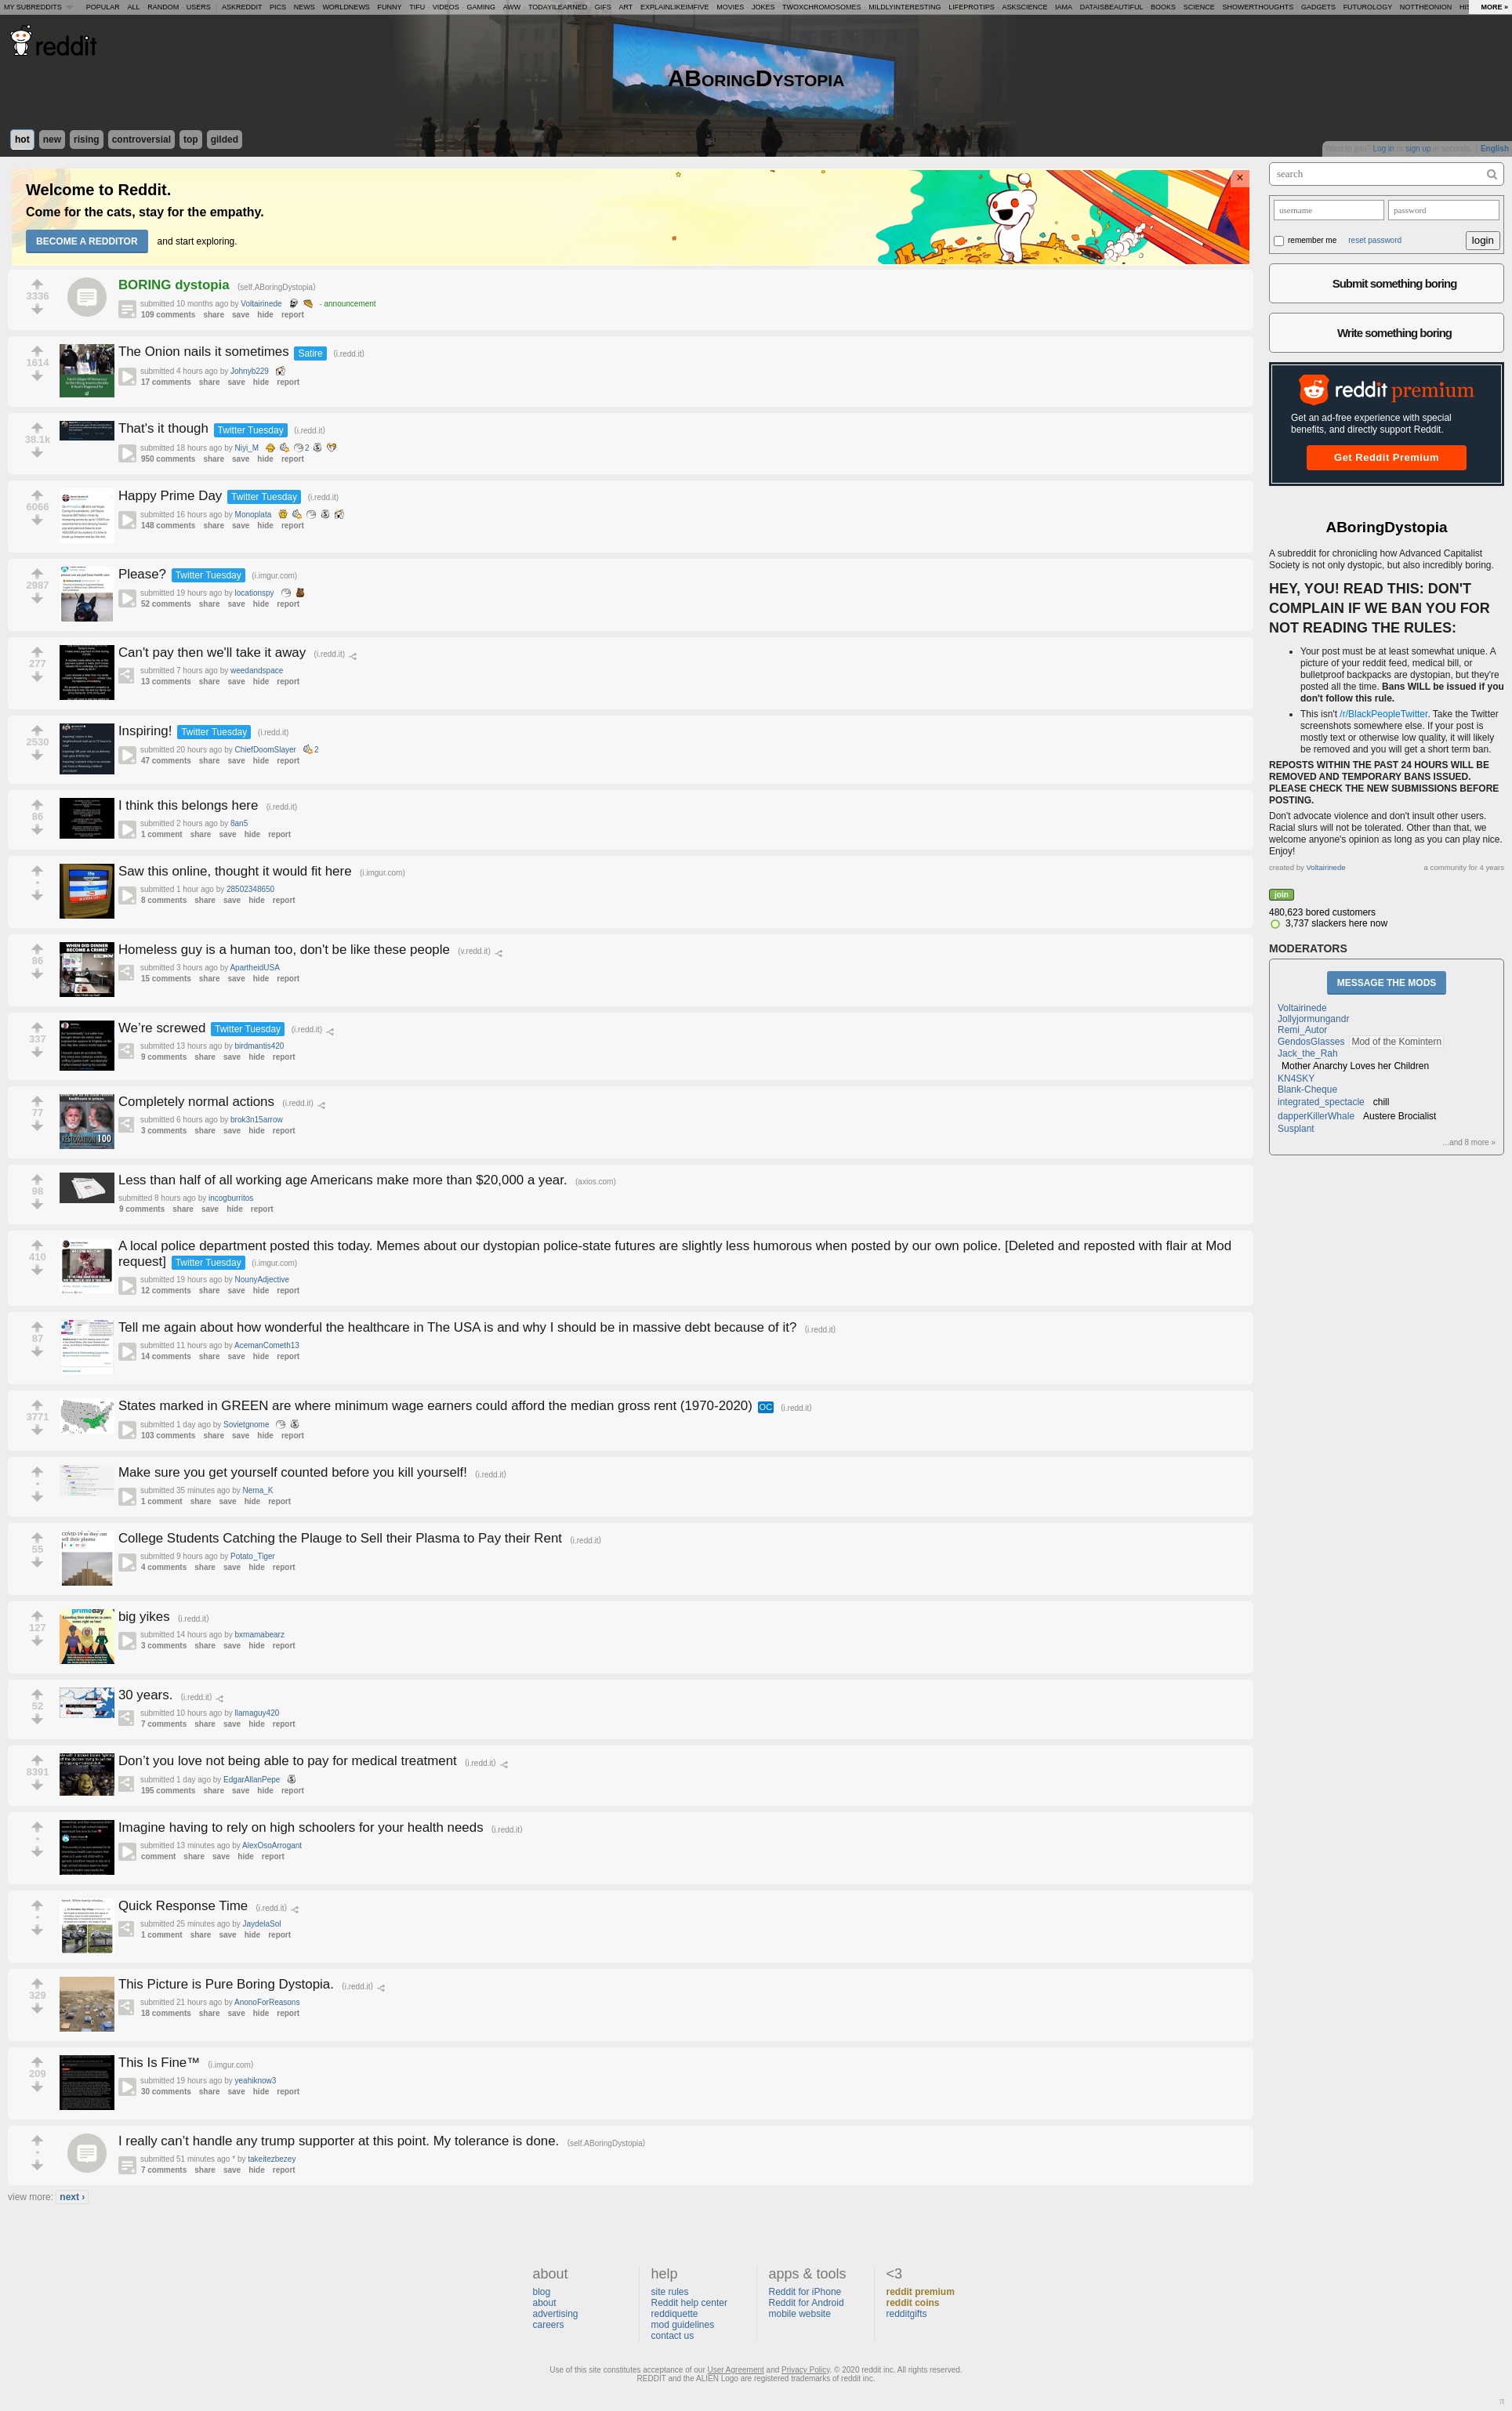 MY SUBREDDITS POPULAR ALL RANDOM USERS | ASKREDDIT PICS NEWS WORLDNEWS FUNNY TIFU VIDEOS GAMING AWW TODAYILEARNED GIFS ART EXPLAINLIKEIMFIVE MOVIES JOKES TWOXCHROMOSOMES MILDLYINTERESTING LIFEPROTIPS ASKSCIENCE IAMA DATAISBEAUTIFUL BOOKS SCIENCE SHOWERTHOUGHTS GADGETS FUTUROLOGY NOTTHEONION HIS MORE »
reddit
ABORINGDYSTOPIA
hot new rising controversial top gilded
Want to join? Log in or sign up in seconds. | English
Welcome to Reddit.
Come for the cats, stay for the empathy.
BECOME A REDDITOR and start exploring.
×
3336
BORING dystopia (self.ABoringDystopia)
submitted 10 months ago by Voltairinede - announcement
109 comments share save hide report
1614
The Onion nails it sometimes Satire (i.redd.it)
submitted 4 hours ago by Johnyb229
17 comments share save hide report
38.1k
That's it though Twitter Tuesday (i.redd.it)
submitted 18 hours ago by Niyi_M 2
950 comments share save hide report
6066
Happy Prime Day Twitter Tuesday (i.redd.it)
submitted 16 hours ago by Monoplata
148 comments share save hide report
2987
Please? Twitter Tuesday (i.imgur.com)
submitted 19 hours ago by locationspy
52 comments share save hide report
277
Can't pay then we'll take it away (i.redd.it)
submitted 7 hours ago by weedandspace
13 comments share save hide report
2530
Inspiring! Twitter Tuesday (i.redd.it)
submitted 20 hours ago by ChiefDoomSlayer 2
47 comments share save hide report
86
I think this belongs here (i.redd.it)
submitted 2 hours ago by 8an5
1 comment share save hide report
•
Saw this online, thought it would fit here (i.imgur.com)
submitted 1 hour ago by 28502348650
8 comments share save hide report
86
WHEN DID DINNER BECOME A CRIME?
Homeless guy is a human too, don't be like these people (v.redd.it)
submitted 3 hours ago by ApartheidUSA
15 comments share save hide report
337
We’re screwed Twitter Tuesday (i.redd.it)
submitted 13 hours ago by birdmantis420
9 comments share save hide report
77
RESTORATION 100
Completely normal actions (i.redd.it)
submitted 6 hours ago by brok3n15arrow
3 comments share save hide report
98
Less than half of all working age Americans make more than $20,000 a year. (axios.com)
submitted 8 hours ago by incogburritos
9 comments share save hide report
410
A local police department posted this today. Memes about our dystopian police-state futures are slightly less humorous when posted by our own police. [Deleted and reposted with flair at Mod
request] Twitter Tuesday (i.imgur.com)
submitted 19 hours ago by NounyAdjective
12 comments share save hide report
87
Tell me again about how wonderful the healthcare in The USA is and why I should be in massive debt because of it? (i.redd.it)
submitted 11 hours ago by AcemanCometh13
14 comments share save hide report
3771
States marked in GREEN are where minimum wage earners could afford the median gross rent (1970-2020) OC (i.redd.it)
submitted 1 day ago by Sovietgnome
103 comments share save hide report
•
Make sure you get yourself counted before you kill yourself! (i.redd.it)
submitted 35 minutes ago by Nema_K
1 comment share save hide report
55
COVID-19 so they can sell their plasma
College Students Catching the Plauge to Sell their Plasma to Pay their Rent (i.redd.it)
submitted 9 hours ago by Potato_Tiger
4 comments share save hide report
127
primeday
big yikes (i.redd.it)
submitted 14 hours ago by bxmamabearz
3 comments share save hide report
52
30 years. (i.redd.it)
submitted 10 hours ago by llamaguy420
7 comments share save hide report
8391
Don’t you love not being able to pay for medical treatment (i.redd.it)
submitted 1 day ago by EdgarAllanPepe
195 comments share save hide report
•
Imagine having to rely on high schoolers for your health needs (i.redd.it)
submitted 13 minutes ago by AlexOsoArrogant
comment share save hide report
•
Quick Response Time (i.redd.it)
submitted 25 minutes ago by JaydelaSol
1 comment share save hide report
329
This Picture is Pure Boring Dystopia. (i.redd.it)
submitted 21 hours ago by AnonoForReasons
18 comments share save hide report
209
This Is Fine™ (i.imgur.com)
submitted 19 hours ago by yeahiknow3
30 comments share save hide report
•
I really can’t handle any trump supporter at this point. My tolerance is done. (self.ABoringDystopia)
submitted 51 minutes ago * by takeitezbezey
7 comments share save hide report
view more: next ›
search
username password
remember me reset password login
Submit something boring
Write something boring
reddit premium
Get an ad-free experience with special
benefits, and directly support Reddit.
Get Reddit Premium
ABoringDystopia
A subreddit for chronicling how Advanced Capitalist
Society is not only dystopic, but also incredibly boring.
HEY, YOU! READ THIS: DON'T
COMPLAIN IF WE BAN YOU FOR
NOT READING THE RULES:
• Your post must be at least somewhat unique. A
picture of your reddit feed, medical bill, or
bulletproof backpacks are dystopian, but they're
posted all the time. Bans WILL be issued if you
don't follow this rule.
• This isn't /r/BlackPeopleTwitter. Take the Twitter
screenshots somewhere else. If your post is
mostly text or otherwise low quality, it will likely
be removed and you will get a short term ban.
REPOSTS WITHIN THE PAST 24 HOURS WILL BE
REMOVED AND TEMPORARY BANS ISSUED.
PLEASE CHECK THE NEW SUBMISSIONS BEFORE
POSTING.
Don't advocate violence and don't insult other users.
Racial slurs will not be tolerated. Other than that, we
welcome anyone's opinion as long as you can play nice.
Enjoy!
created by Voltairinede a community for 4 years
join
480,623 bored customers
3,737 slackers here now
MODERATORS
MESSAGE THE MODS
Voltairinede
Jollyjormungandr
Remi_Autor
GendosGlasses Mod of the Komintern
Jack_the_Rah
Mother Anarchy Loves her Children
KN4SKY
Blank-Cheque
integrated_spectacle chill
dapperKillerWhale Austere Brocialist
Susplant
...and 8 more »
about
blog
about
advertising
careers
help
site rules
Reddit help center
reddiquette
mod guidelines
contact us
apps & tools
Reddit for iPhone
Reddit for Android
mobile website
<3
reddit premium
reddit coins
redditgifts
Use of this site constitutes acceptance of our User Agreement and Privacy Policy. © 2020 reddit inc. All rights reserved.
REDDIT and the ALIEN Logo are registered trademarks of reddit inc.
π